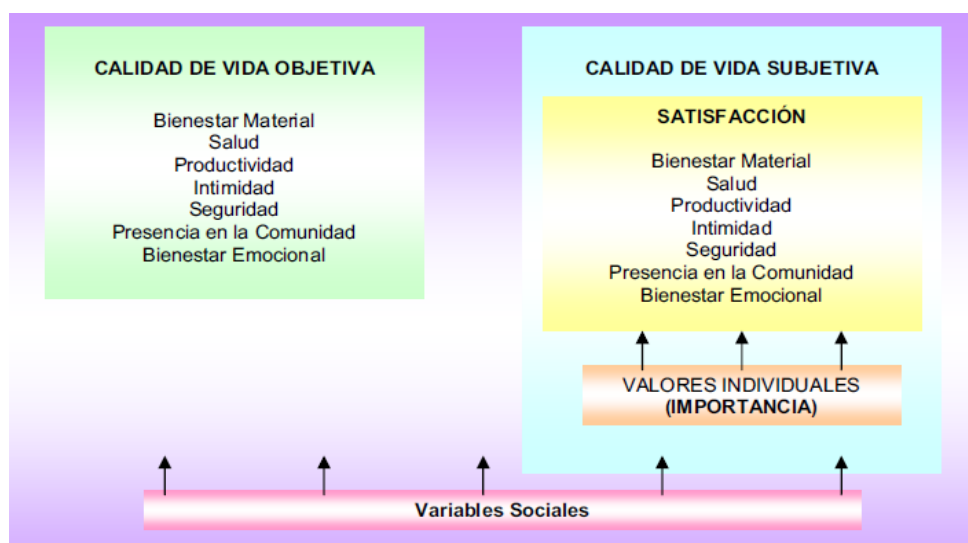 CALIDAD DE VIDA OBJETIVA
Bienestar Material
Salud
Productividad
Intimidad
Seguridad
Presencia en la Comunidad
Bienestar Emocional
CALIDAD DE VIDA SUBJETIVA
SATISFACCIÓN
Bienestar Material
Salud
Productividad
Intimidad
Seguridad
Presencia en la Comunidad
Bienestar Emocional
VALORES INDIVIDUALES
(IMPORTANCIA)
Variables Sociales